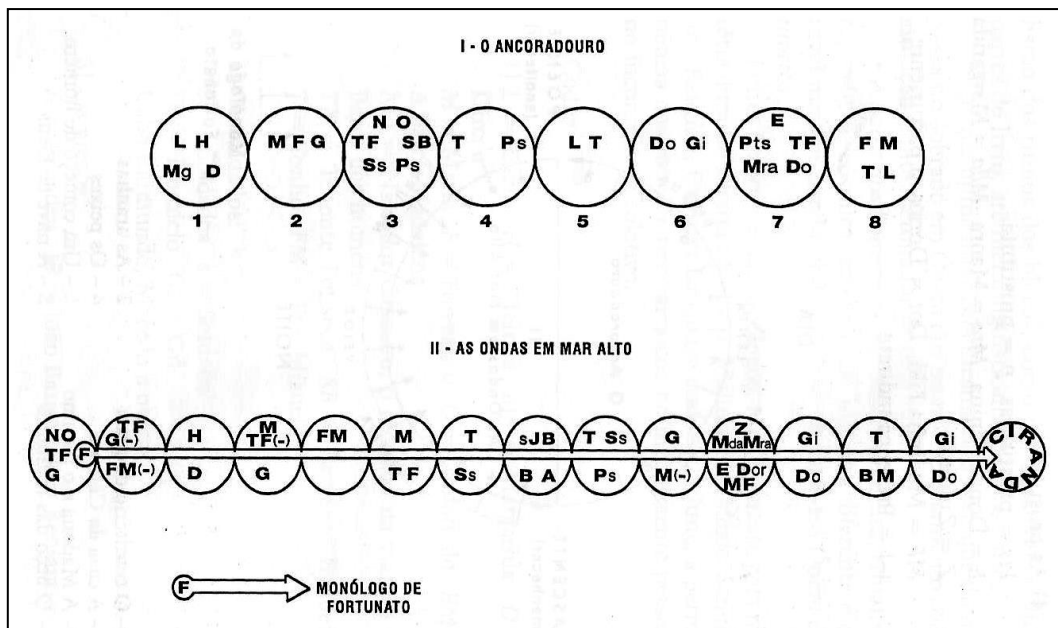 I - O ANCORADOURO
L H
Mg D
M F G
N O
TF SB
Ss Ps
T Ps
L T
Do Gi
E
Pts TF
Mra Do
F M
T L
1 2 3 4 5 6 7 8
II - AS ONDAS EM MAR ALTO
NO
TF
G
F
TF
G(-)
FM(-)
H
D
M
TF(-)
G
FM
M
TF
T
Ss
sJB
B A
T Ss
Ps
G
M(-)
Z
MdaMra
E Dor
MF
Gi
Do
T
BM
Gi
Do
CIRANDA
F
MONÓLOGO DE
FORTUNATO